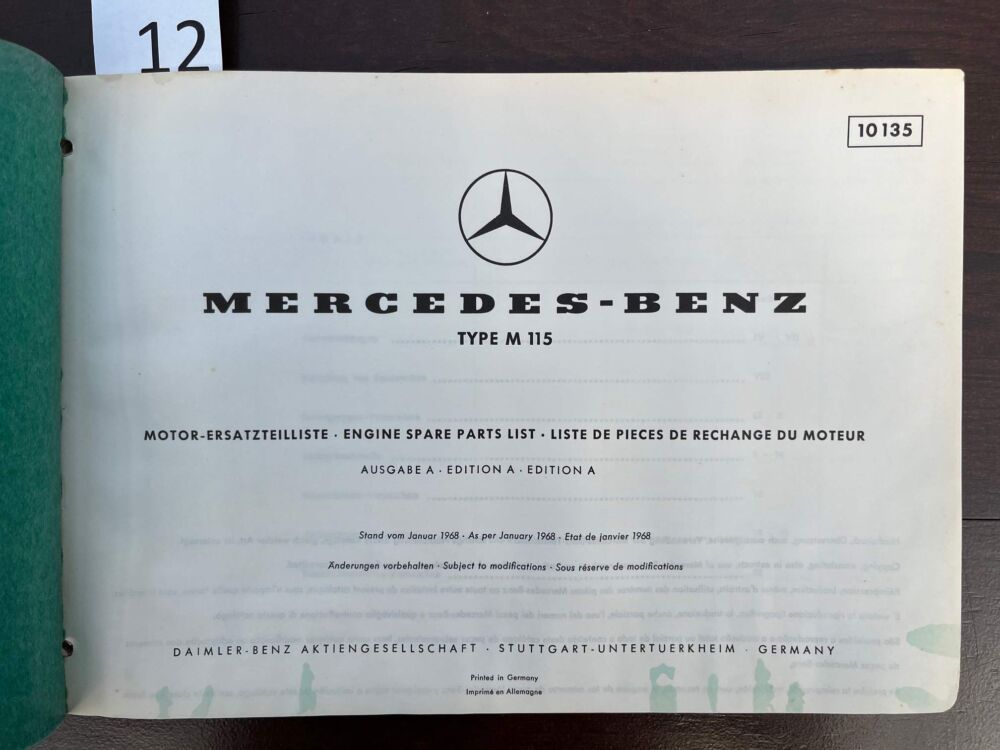 12
10135
MERCEDES-BENZ
TYPE M 115
MOTOR-ERSATZTEILLISTE · ENGINE SPARE PARTS LIST · LISTE DE PIECES DE RECHANGE DU MOTEUR
AUSGABE A · EDITION A · EDITION A
Stand vom Januar 1968 · As per January 1968 · Etat de janvier 1968
Änderungen vorbehalten · Subject to modifications · Sous réserve de modifications
DAIMLER-BENZ AKTIENGESELLSCHAFT · STUTTGART-UNTERTUERKHEIM · GERMANY
Printed in Germany
Imprimé en Allemagne